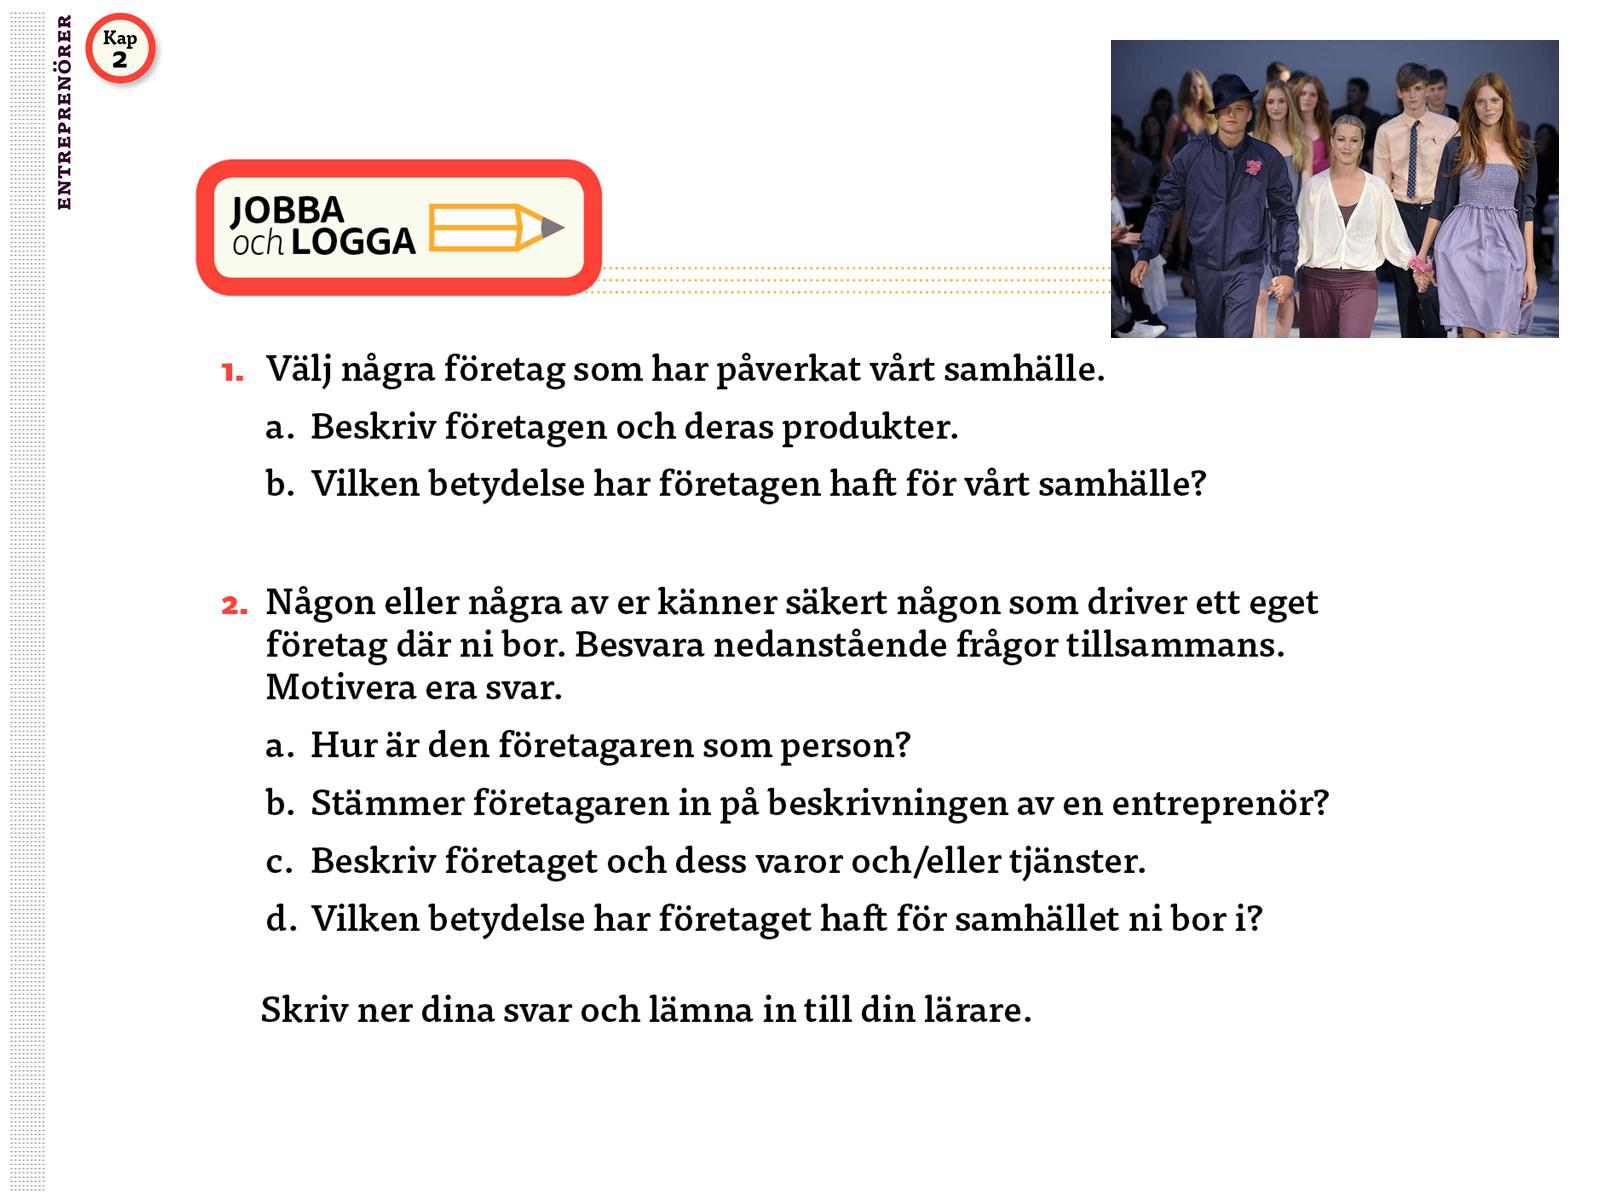 ENTREPRENÖRER
Kap
2
JOBBA
och LOGGA
1. Välj några företag som har påverkat vårt samhälle.
a. Beskriv företagen och deras produkter.
b. Vilken betydelse har företagen haft för vårt samhälle?
2. Någon eller några av er känner säkert någon som driver ett eget
företag där ni bor. Besvara nedanstående frågor tillsammans.
Motivera era svar.
a. Hur är den företagaren som person?
b. Stämmer företagaren in på beskrivningen av en entreprenör?
c. Beskriv företaget och dess varor och/eller tjänster.
d. Vilken betydelse har företaget haft för samhället ni bor i?
Skriv ner dina svar och lämna in till din lärare.